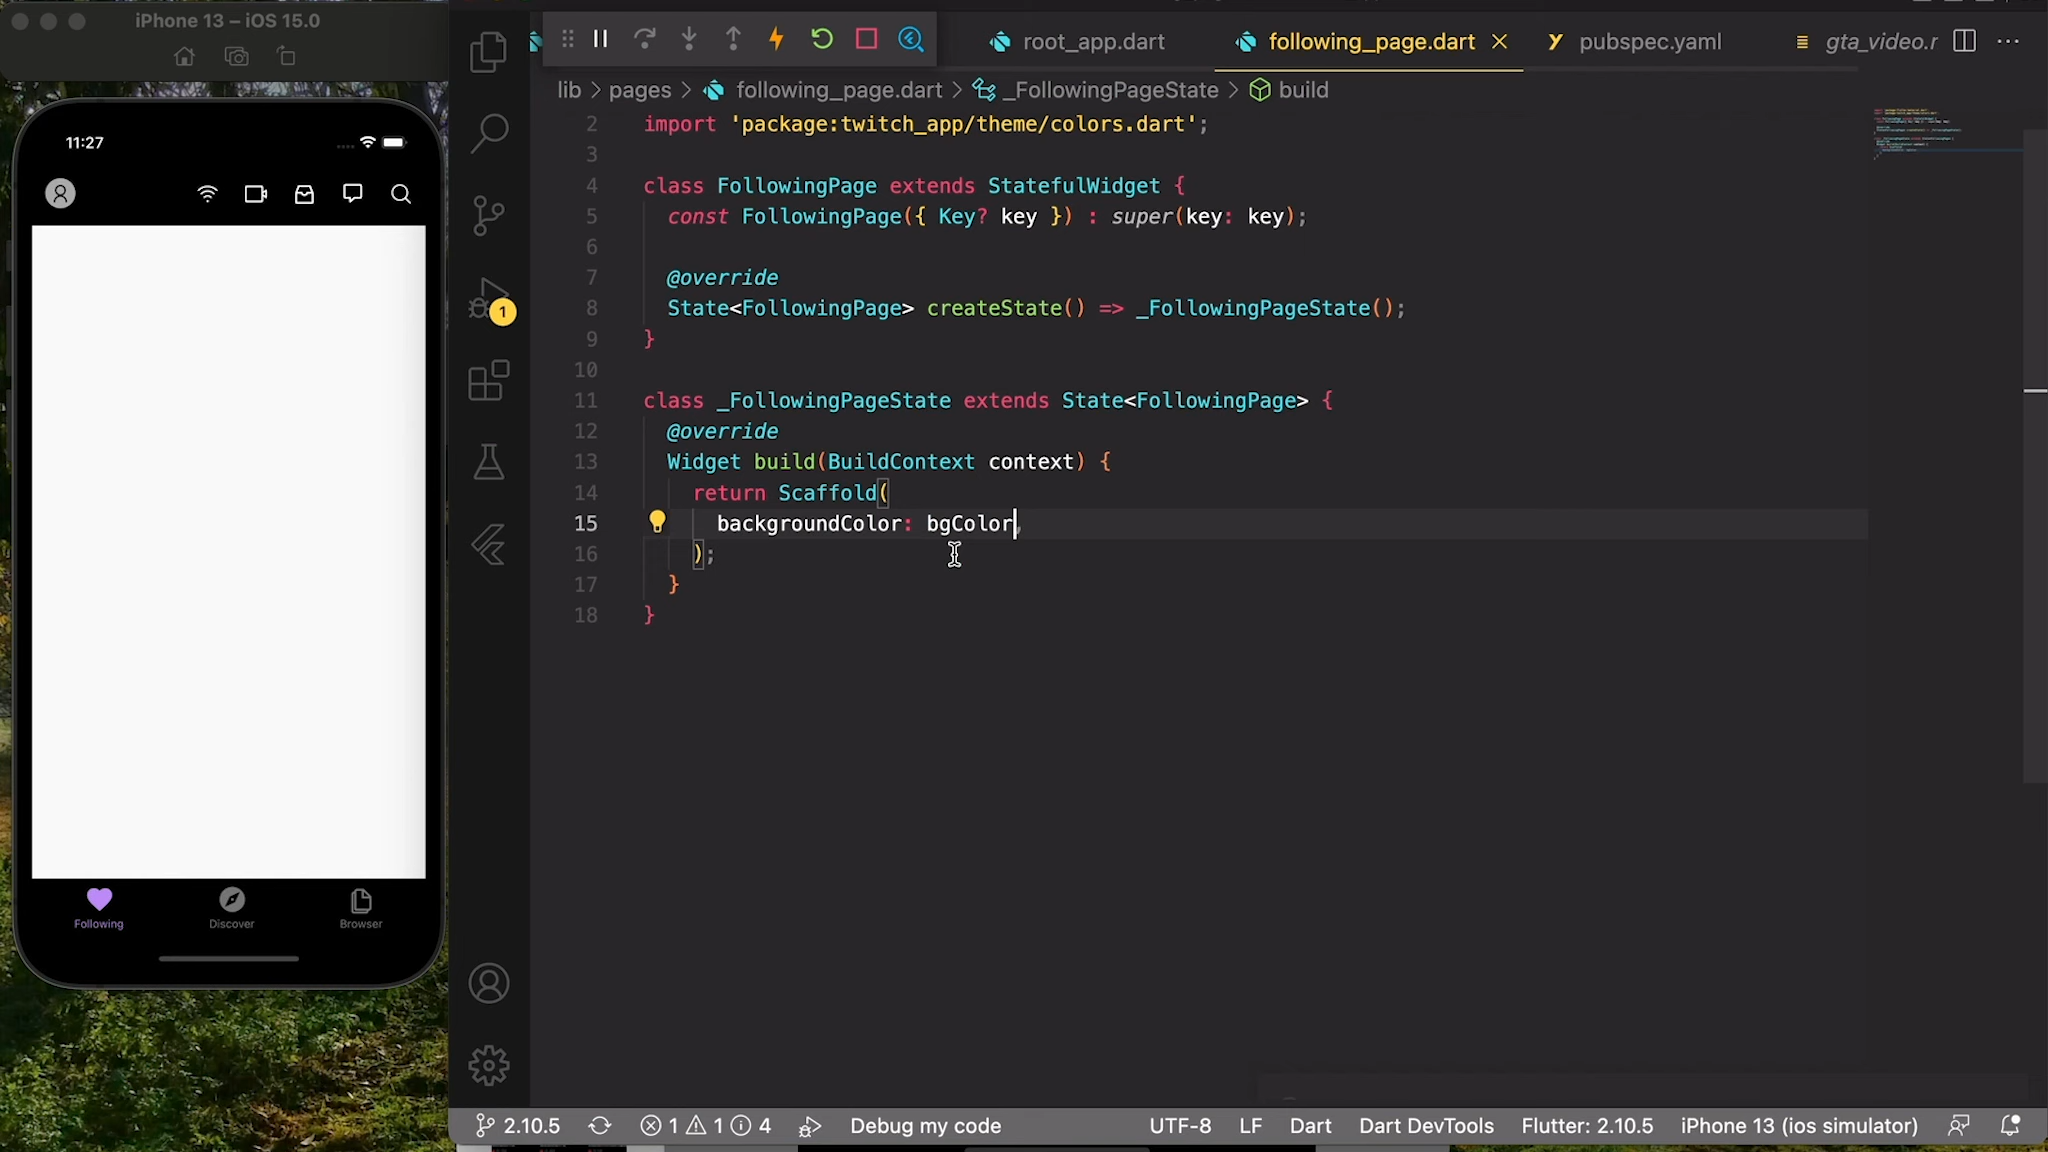 iPhone 13 – iOS 15.0
11:27
Following
Discover
Browser
root_app.dart
following_page.dart
pubspec.yaml
gta_video.r
lib > pages > following_page.dart > _FollowingPageState > build
2 import 'package:twitch_app/theme/colors.dart';
3
4 class FollowingPage extends StatefulWidget {
5 const FollowingPage({ Key? key }) : super(key: key);
6
7 @override
8 State<FollowingPage> createState() => _FollowingPageState();
9 }
10
11 class _FollowingPageState extends State<FollowingPage> {
12 @override
13 Widget build(BuildContext context) {
14 return Scaffold(
15 backgroundColor: bgColor,
16 );
17 }
18 }
1
2.10.5
1 1 4
Debug my code
UTF-8
LF
Dart
Dart DevTools
Flutter: 2.10.5
iPhone 13 (ios simulator)